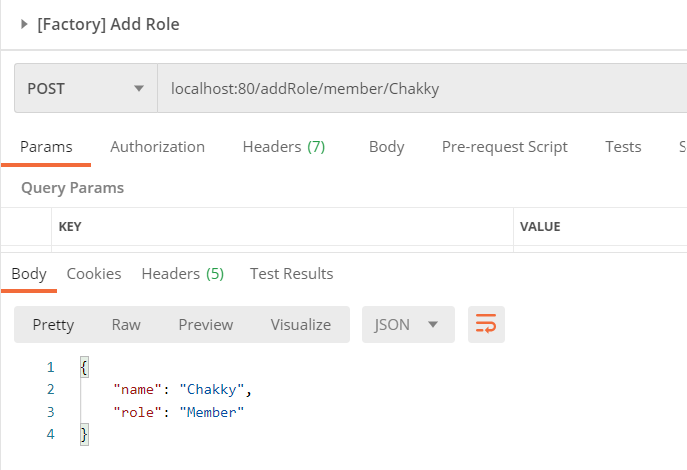 [Factory] Add Role
POST localhost:80/addRole/member/Chakky
Params Authorization Headers (7) Body Pre-request Script Tests S
Query Params
KEY VALUE
Body Cookies Headers (5) Test Results
Pretty Raw Preview Visualize JSON
1 {
2 "name": "Chakky",
3 "role": "Member"
4 }